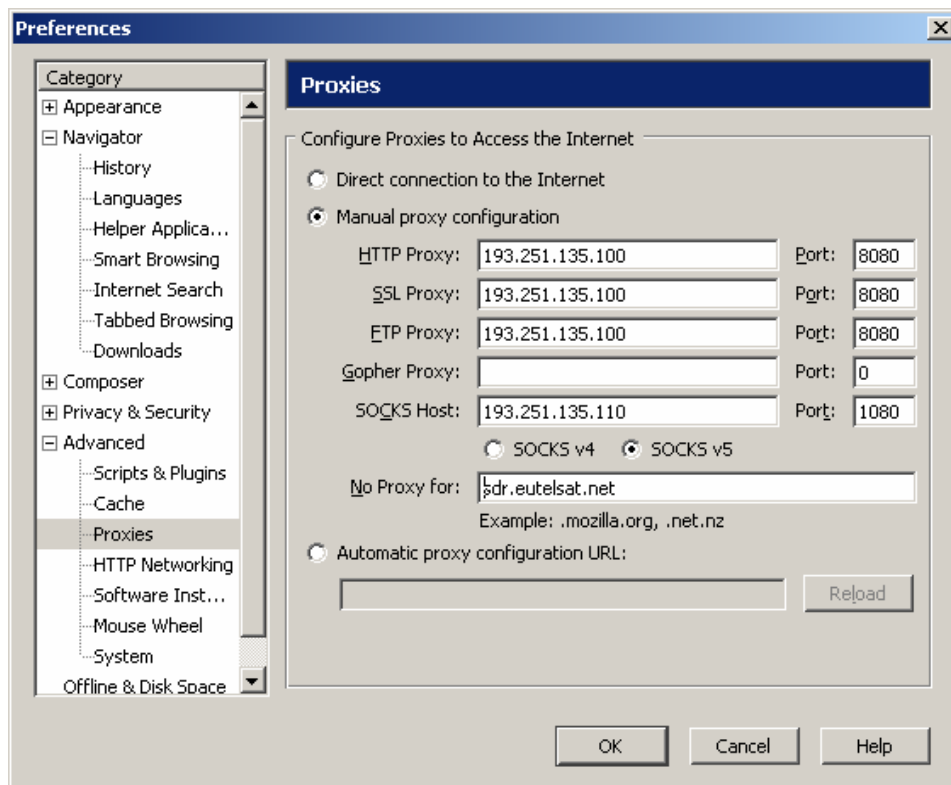 Preferences
Category
Appearance
Navigator
History
Languages
Helper Applica...
Smart Browsing
Internet Search
Tabbed Browsing
Downloads
Composer
Privacy & Security
Advanced
Scripts & Plugins
Cache
Proxies
HTTP Networking
Software Inst...
Mouse Wheel
System
Offline & Disk Space
Proxies
Configure Proxies to Access the Internet
Direct connection to the Internet
Manual proxy configuration
HTTP Proxy: 193.251.135.100 Port: 8080
SSL Proxy: 193.251.135.100 Port: 8080
FTP Proxy: 193.251.135.100 Port: 8080
Gopher Proxy: Port: 0
SOCKS Host: 193.251.135.110 Port: 1080
SOCKS v4 SOCKS v5
No Proxy for: sdr.eutelsat.net
Example: .mozilla.org, .net.nz
Automatic proxy configuration URL:
Reload
OK Cancel Help